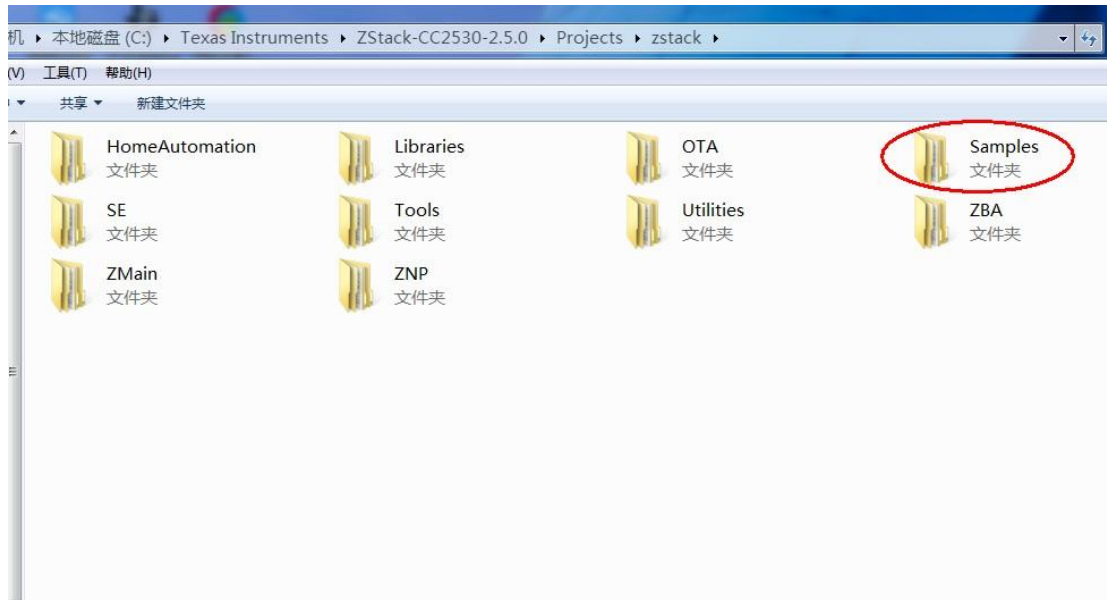 机 ▸ 本地磁盘 (C:) ▸ Texas Instruments ▸ ZStack-CC2530-2.5.0 ▸ Projects ▸ zstack ▸
(V) 工具(T) 帮助(H)
共享 新建文件夹
HomeAutomation Libraries OTA Samples
文件夹 文件夹 文件夹 文件夹
SE Tools Utilities ZBA
文件夹 文件夹 文件夹 文件夹
ZMain ZNP
文件夹 文件夹